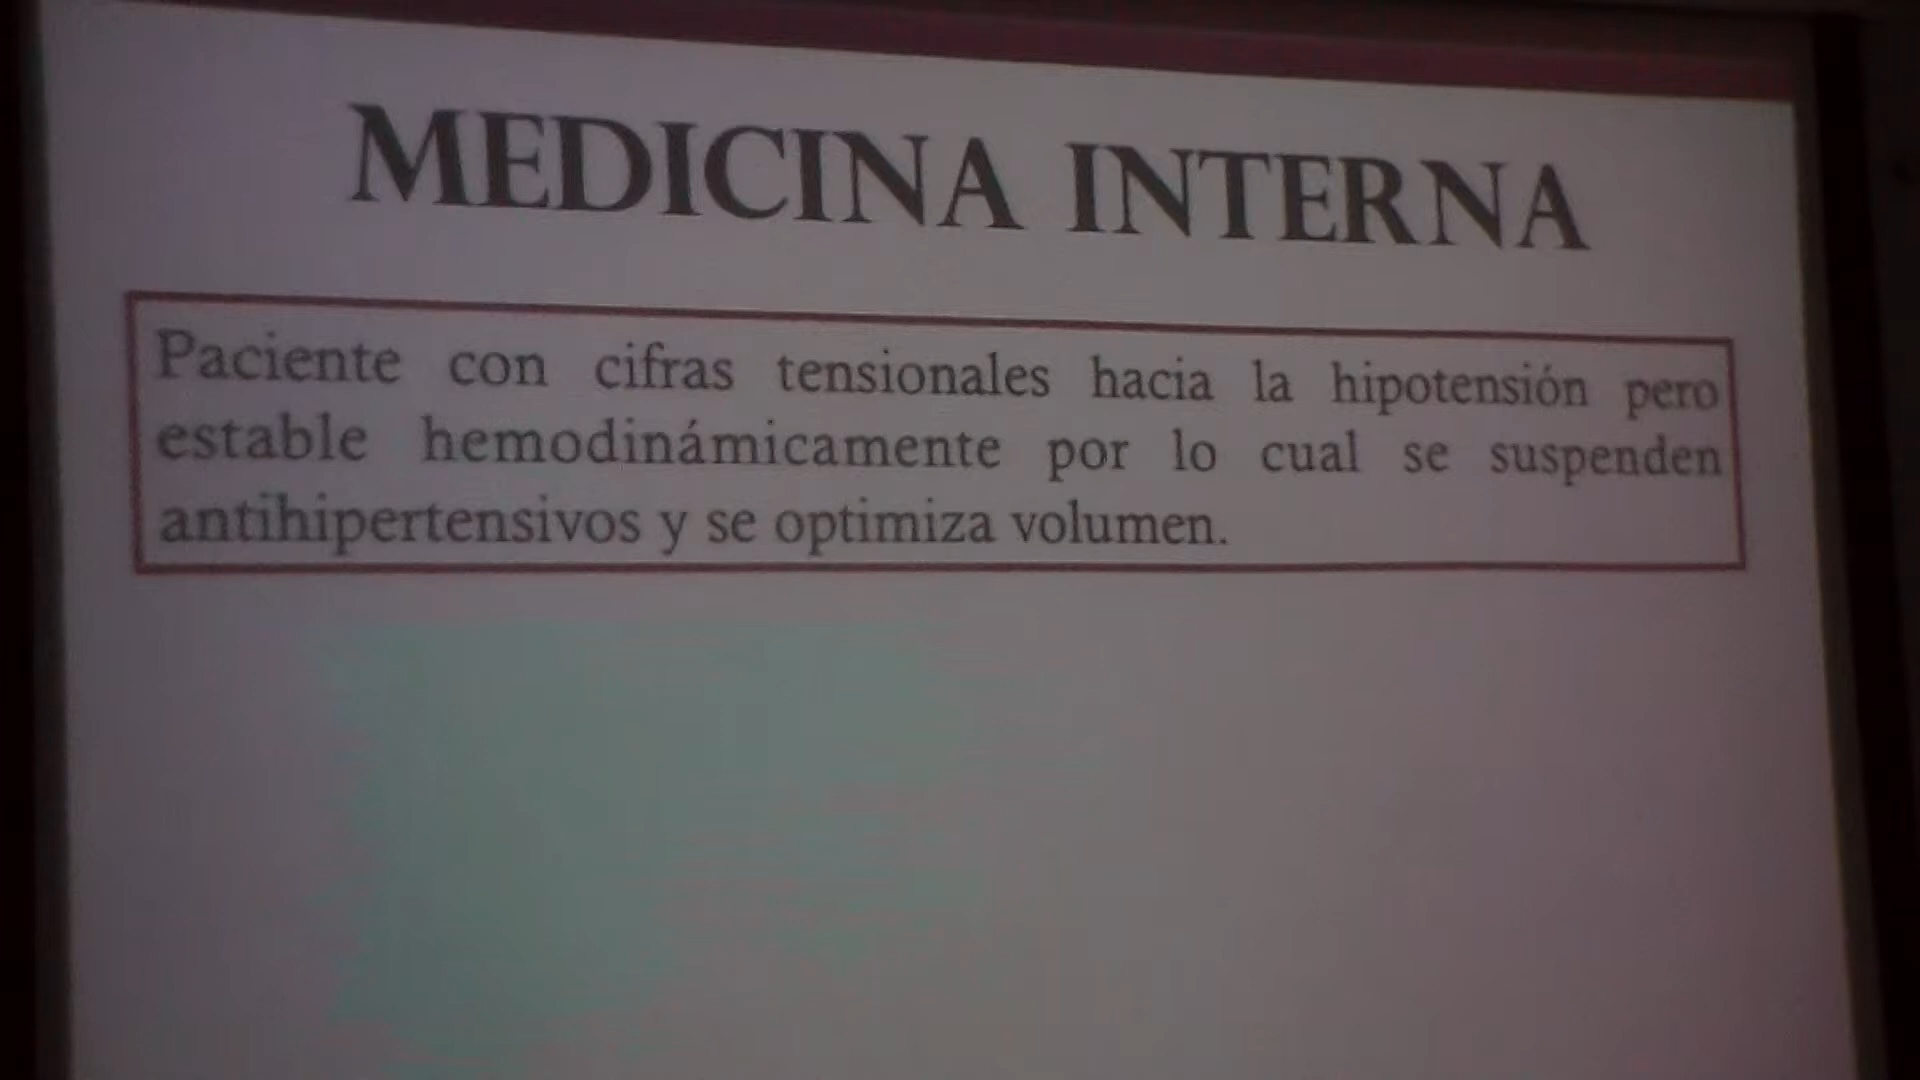 MEDICINA INTERNA
Paciente con cifras tensionales hacia la hipotensión pero
estable hemodinámicamente por lo cual se suspenden
antihipertensivos y se optimiza volumen.